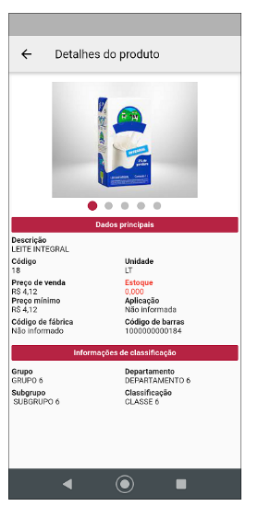 Detalhes do produto
Dados principais
Descrição
LEITE INTEGRAL
Código
18
Unidade
LT
Preço de venda
R$ 4,12
Estoque
0.000
Preço mínimo
R$ 4,12
Aplicação
Não informada
Código de fábrica
Não informado
Código de barras
1000000000184
Informações de classificação
Grupo
GRUPO 6
Departamento
DEPARTAMENTO 6
Subgrupo
SUBGRUPO 6
Classificação
CLASSE 6